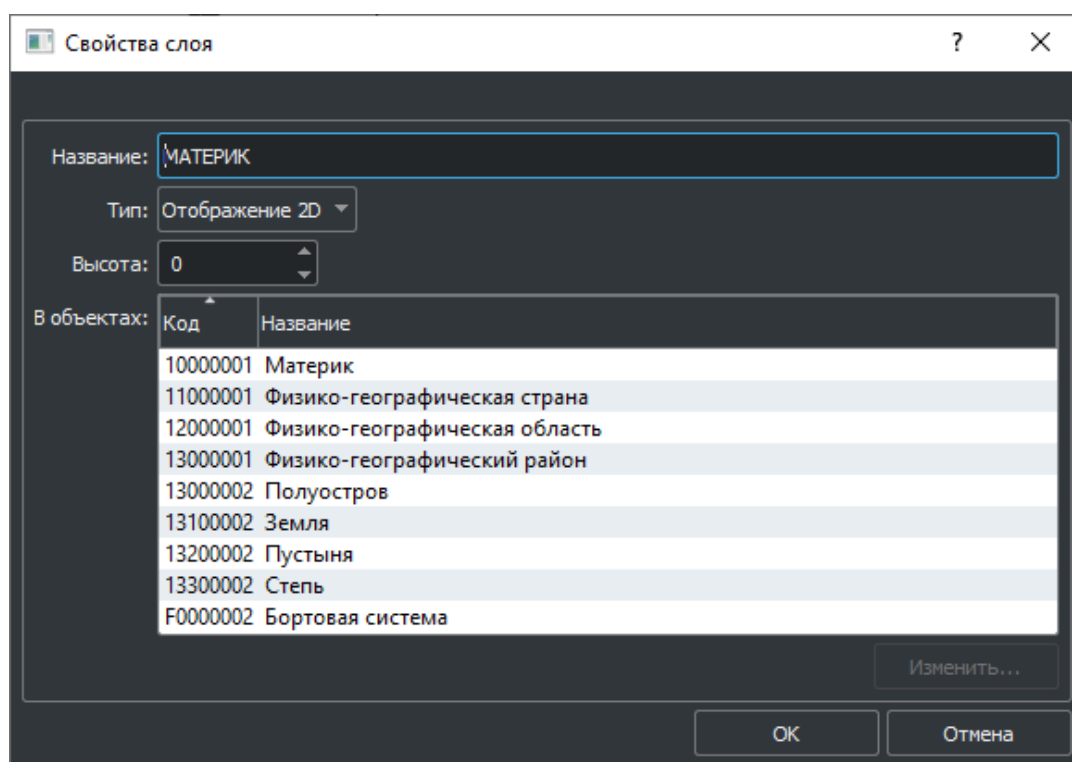 Свойства слоя ?
Название: МАТЕРИК
Тип: Отображение 2D
Высота: 0
В объектах: Код Название
10000001 Материк
11000001 Физико-географическая страна
12000001 Физико-географическая область
13000001 Физико-географический район
13000002 Полуостров
13100002 Земля
13200002 Пустыня
13300002 Степь
F0000002 Бортовая система
Изменить...
ОК Отмена